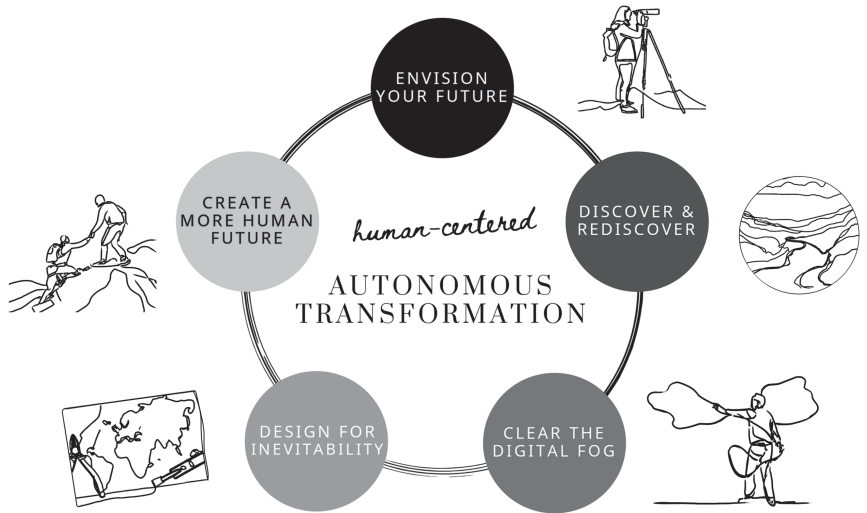 ENVISION
YOUR FUTURE
DISCOVER &
REDISCOVER
CLEAR THE
DIGITAL FOG
DESIGN FOR
INEVITABILITY
CREATE A
MORE HUMAN
FUTURE
human-centered
AUTONOMOUS
TRANSFORMATION